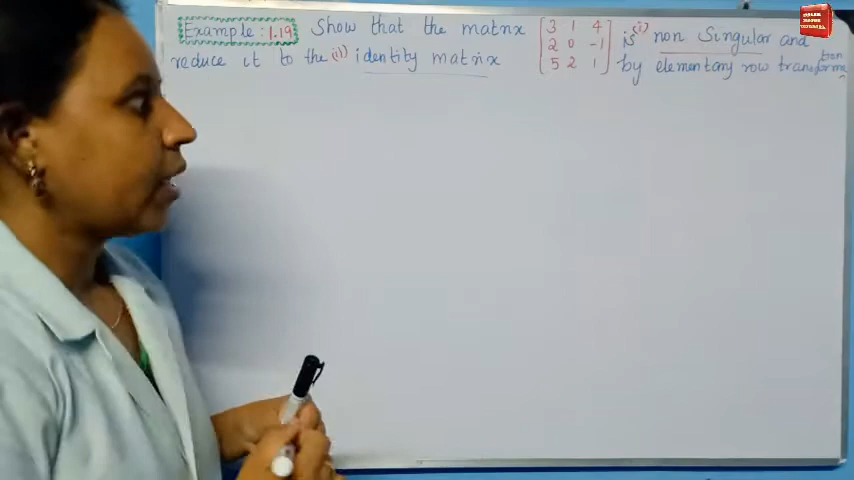 Example: 1.19 Show that the matrix [3 1 4 is (i) non Singular and
2 0 -1
reduce it to the (ii) identity matrix 5 2 1] by elementary row transformation